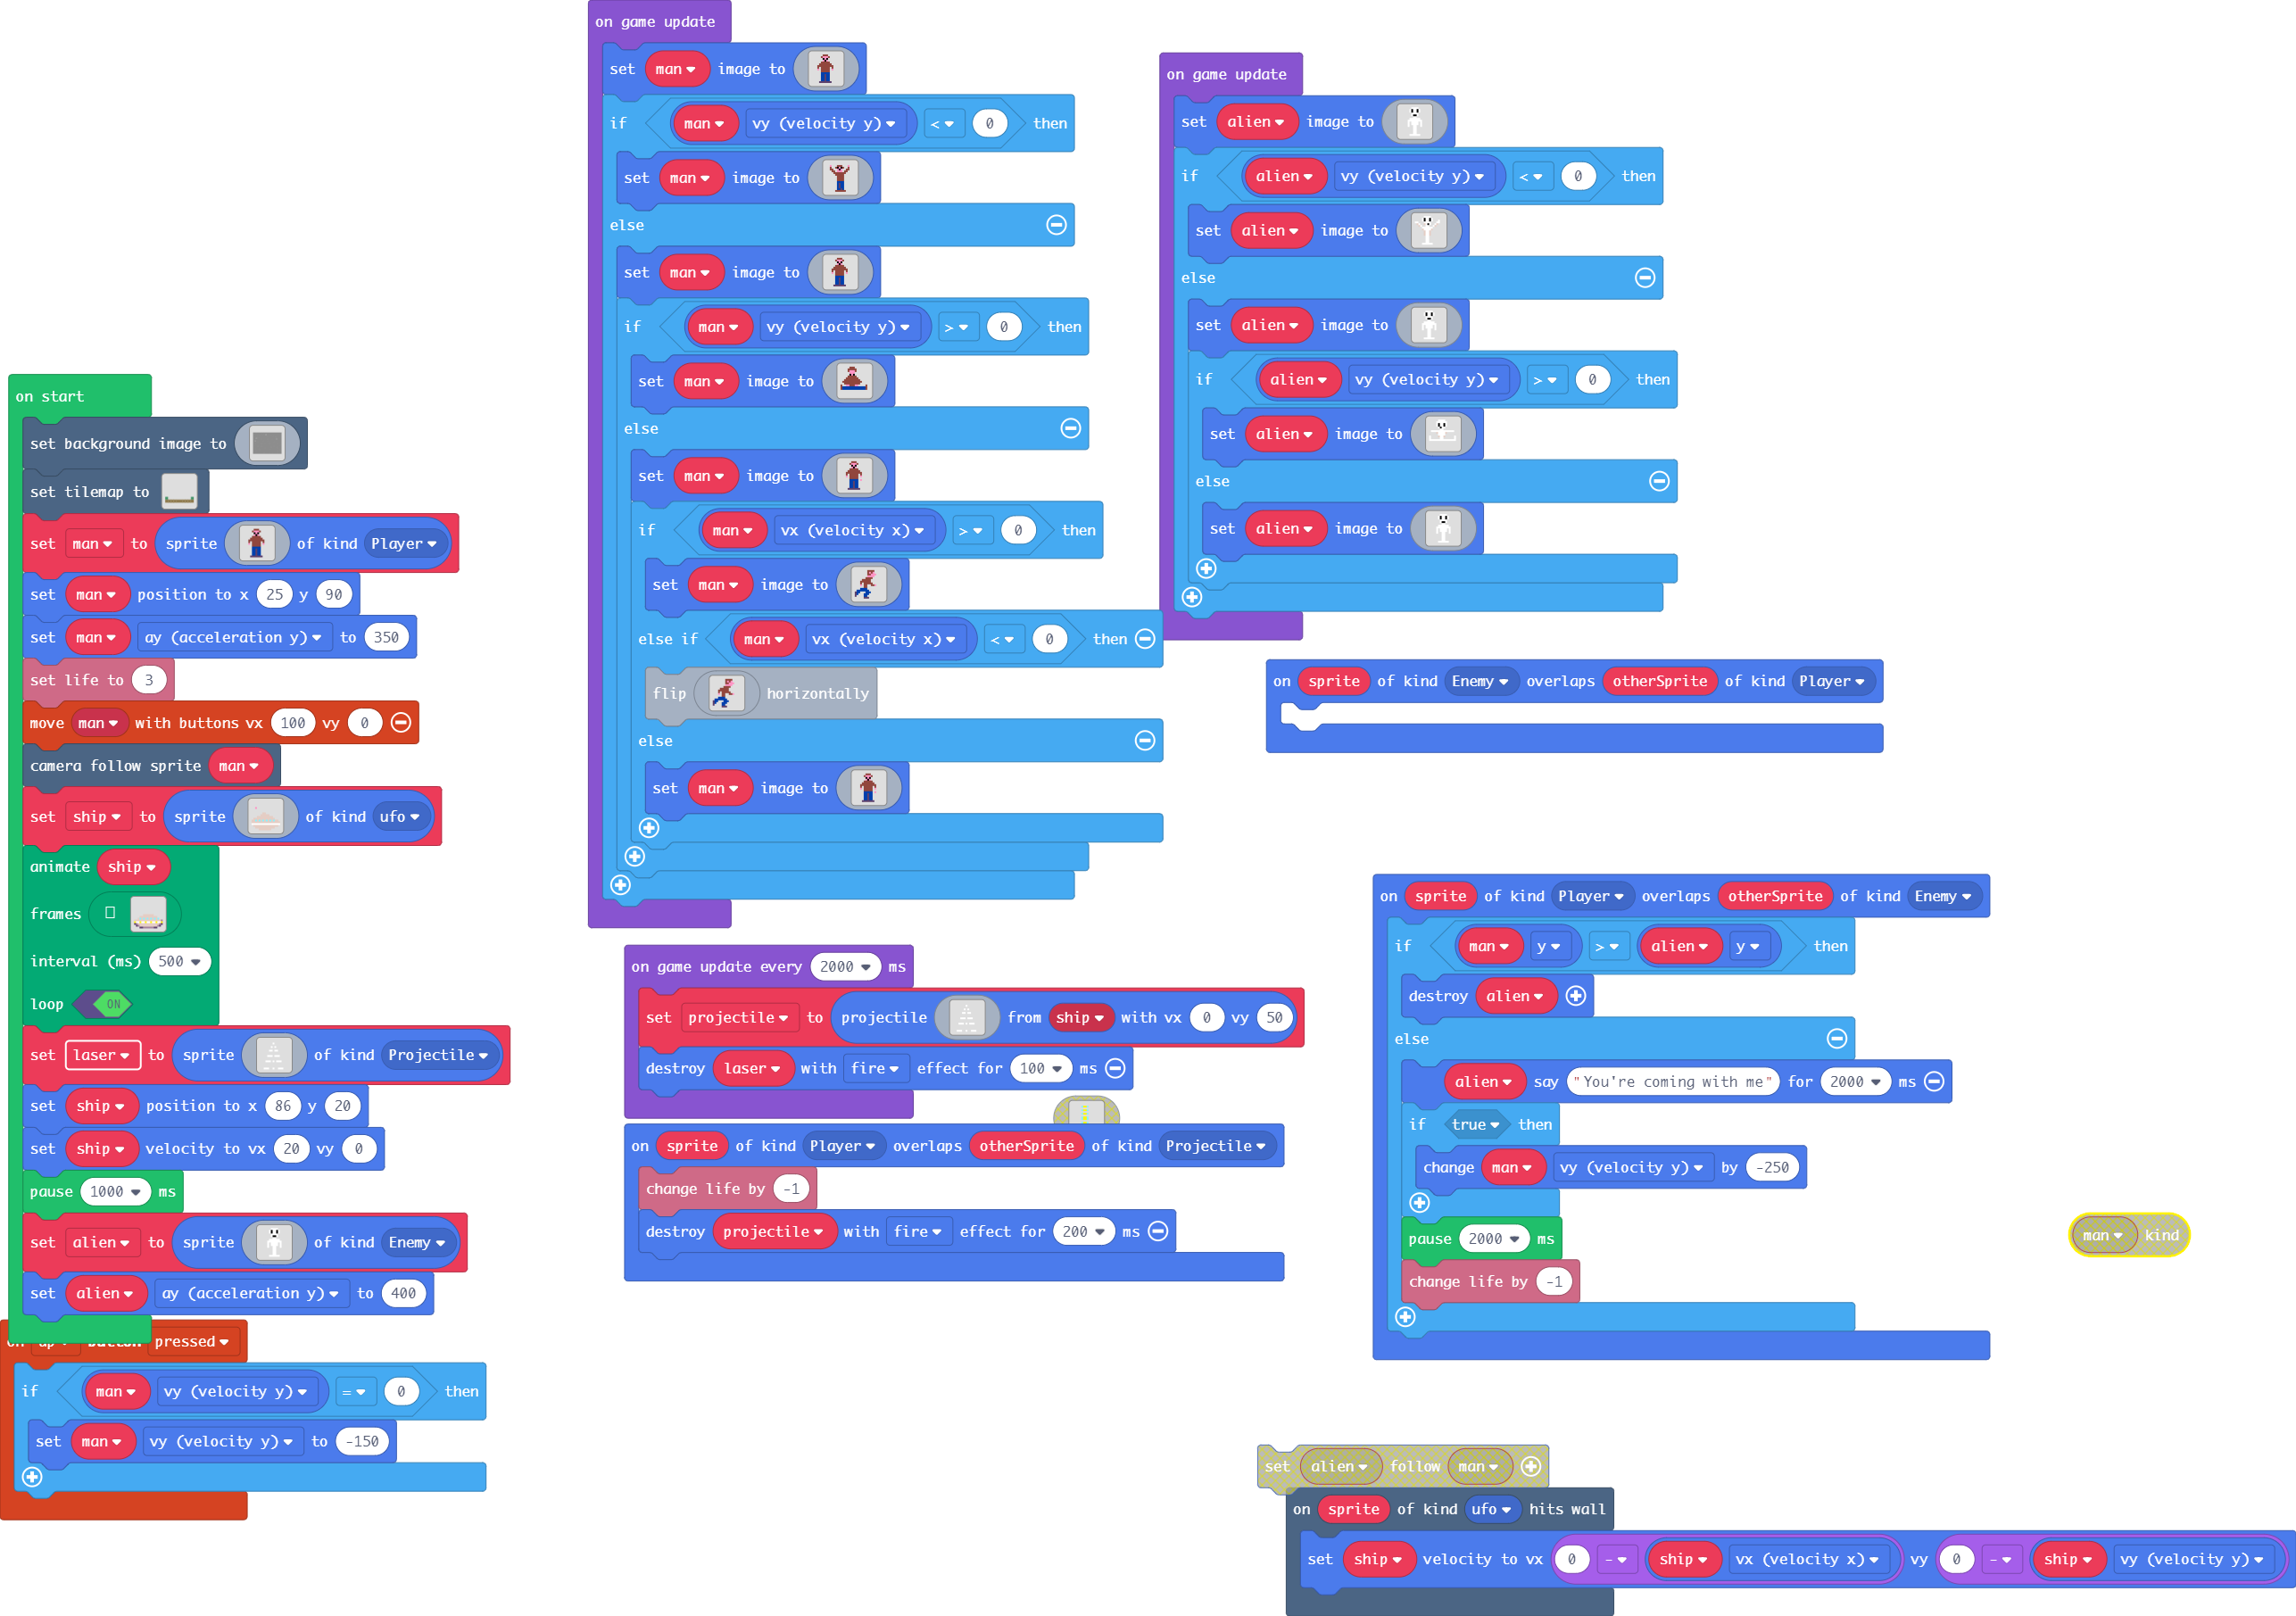 on start
set background image to
set tilemap to
set man to sprite of kind Player
set man position to x 25 y 90
set man ay (acceleration y) to 350
set life to 3
move man with buttons vx 100 vy 0
camera follow sprite man
set ship to sprite of kind ufo
animate ship
frames
interval (ms) 500
loop ON
set laser to sprite of kind Projectile
set ship position to x 86 y 20
set ship velocity to vx 20 vy 0
pause 1000 ms
set alien to sprite of kind Enemy
set alien ay (acceleration y) to 400
on up button pressed
if man vy (velocity y) = 0 then
set man vy (velocity y) to -150
on game update
set man image to
if man vy (velocity y) < 0 then
set man image to
else
set man image to
if man vy (velocity y) > 0 then
set man image to
else
set man image to
if man vx (velocity x) > 0 then
set man image to
else if man vx (velocity x) < 0 then
flip horizontally
else
set man image to
on game update every 2000 ms
set projectile to projectile from ship with vx 0 vy 50
destroy laser with fire effect for 100 ms
on sprite of kind Player overlaps otherSprite of kind Projectile
change life by -1
destroy projectile with fire effect for 200 ms
on game update
set alien image to
if alien vy (velocity y) < 0 then
set alien image to
else
set alien image to
if alien vy (velocity y) > 0 then
set alien image to
else
set alien image to
on sprite of kind Enemy overlaps otherSprite of kind Player
on sprite of kind Player overlaps otherSprite of kind Enemy
if man y > alien y then
destroy alien
else
alien say "You're coming with me" for 2000 ms
if true then
change man vy (velocity y) by -250
pause 2000 ms
change life by -1
man kind
set alien follow man
on sprite of kind ufo hits wall
set ship velocity to vx 0 - ship vx (velocity x) vy 0 - ship vy (velocity y)